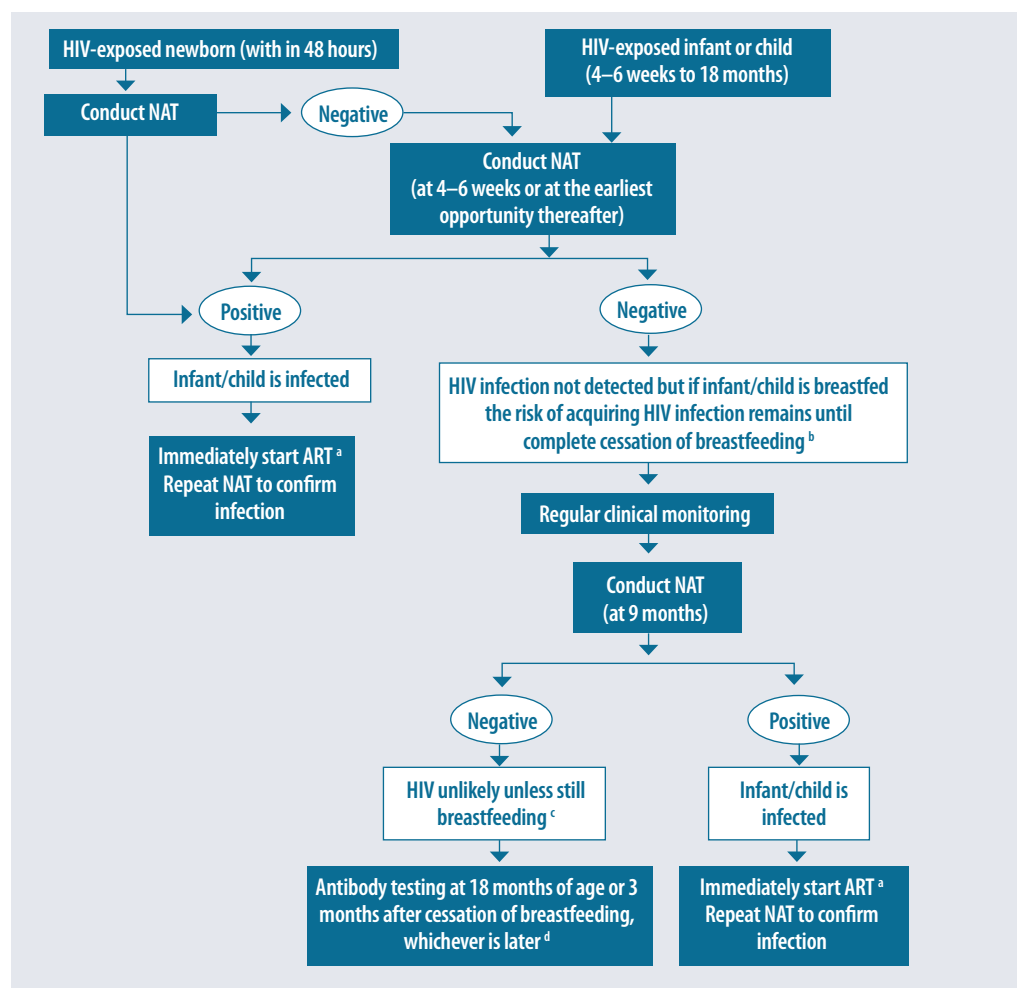 HIV-exposed newborn (with in 48 hours)
HIV-exposed infant or child
(4–6 weeks to 18 months)
Conduct NAT
Negative
Conduct NAT
(at 4–6 weeks or at the earliest
opportunity thereafter)
Positive
Negative
Infant/child is infected
HIV infection not detected but if infant/child is breastfed
the risk of acquiring HIV infection remains until
complete cessation of breastfeeding b
Immediately start ART a
Repeat NAT to confirm
infection
Regular clinical monitoring
Conduct NAT
(at 9 months)
Negative
Positive
HIV unlikely unless still
breastfeeding c
Infant/child is
infected
Antibody testing at 18 months of age or 3
months after cessation of breastfeeding,
whichever is later d
Immediately start ART a
Repeat NAT to confirm
infection